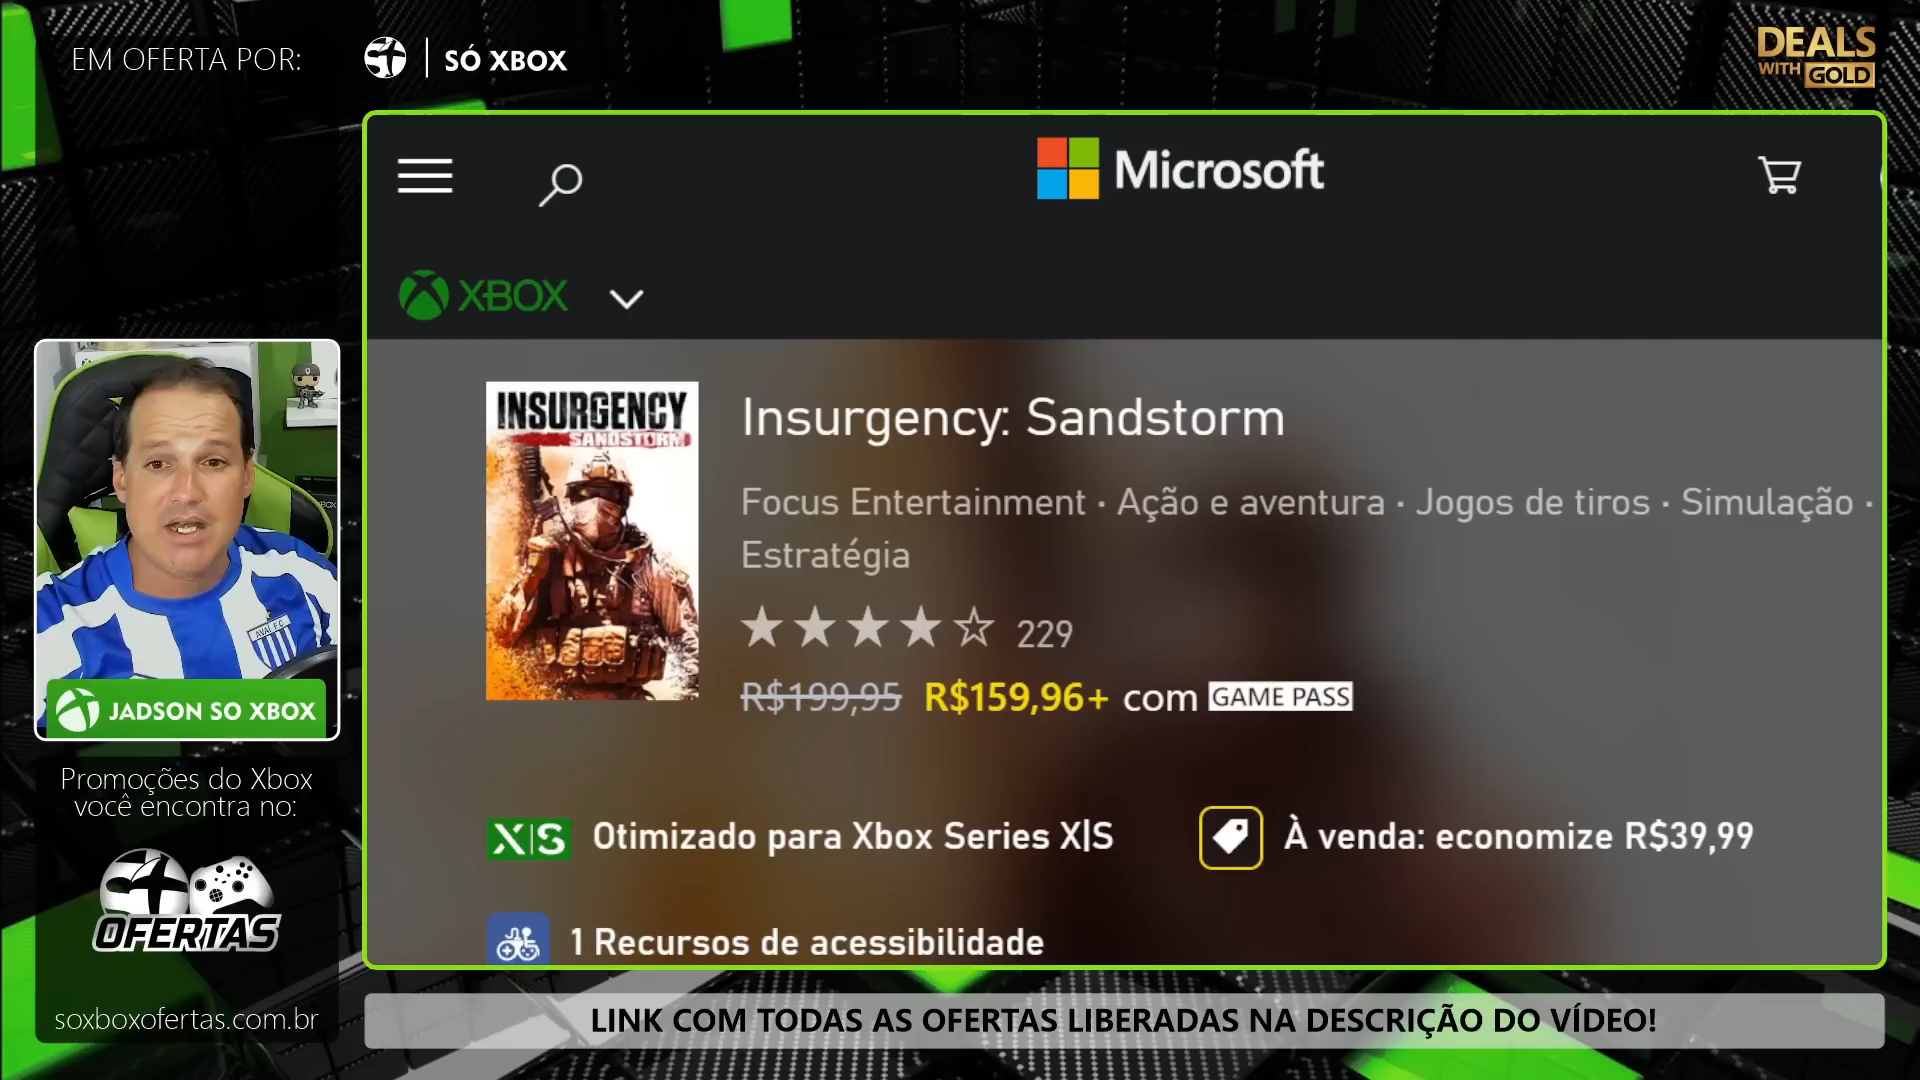 EM OFERTA POR:
SÓ XBOX
DEALS
WITH GOLD
Microsoft
XBOX
INSURGENCY
SANDSTORM
Insurgency: Sandstorm
Focus Entertainment · Ação e aventura · Jogos de tiros · Simulação ·
Estratégia
229
R$199,95 R$159,96+ com GAME PASS
X|S Otimizado para Xbox Series X|S
À venda: economize R$39,99
1 Recursos de acessibilidade
AVAÍ F.C
JADSON SO XBOX
Promoções do Xbox
você encontra no:
OFERTAS
soxboxofertas.com.br
LINK COM TODAS AS OFERTAS LIBERADAS NA DESCRIÇÃO DO VÍDEO!